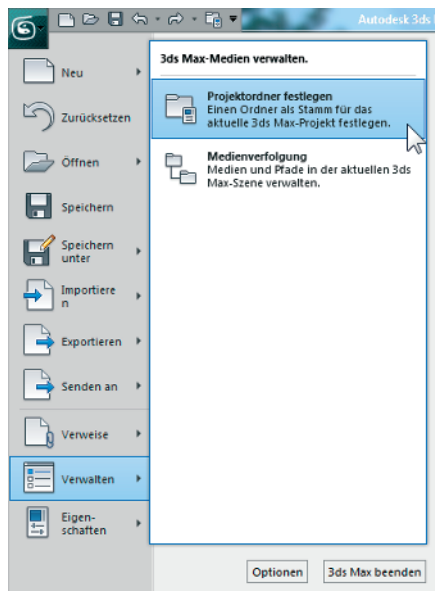 Autodesk 3ds
Neu
Zurücksetzen
Öffnen
Speichern
Speichern
unter
Importiere
n
Exportieren
Senden an
Verweise
Verwalten
Eigen-
schaften
3ds Max-Medien verwalten.
Projektordner festlegen
Einen Ordner als Stamm für das
aktuelle 3ds Max-Projekt festlegen.
Medienverfolgung
Medien und Pfade in der aktuellen 3ds
Max-Szene verwalten.
Optionen
3ds Max beenden